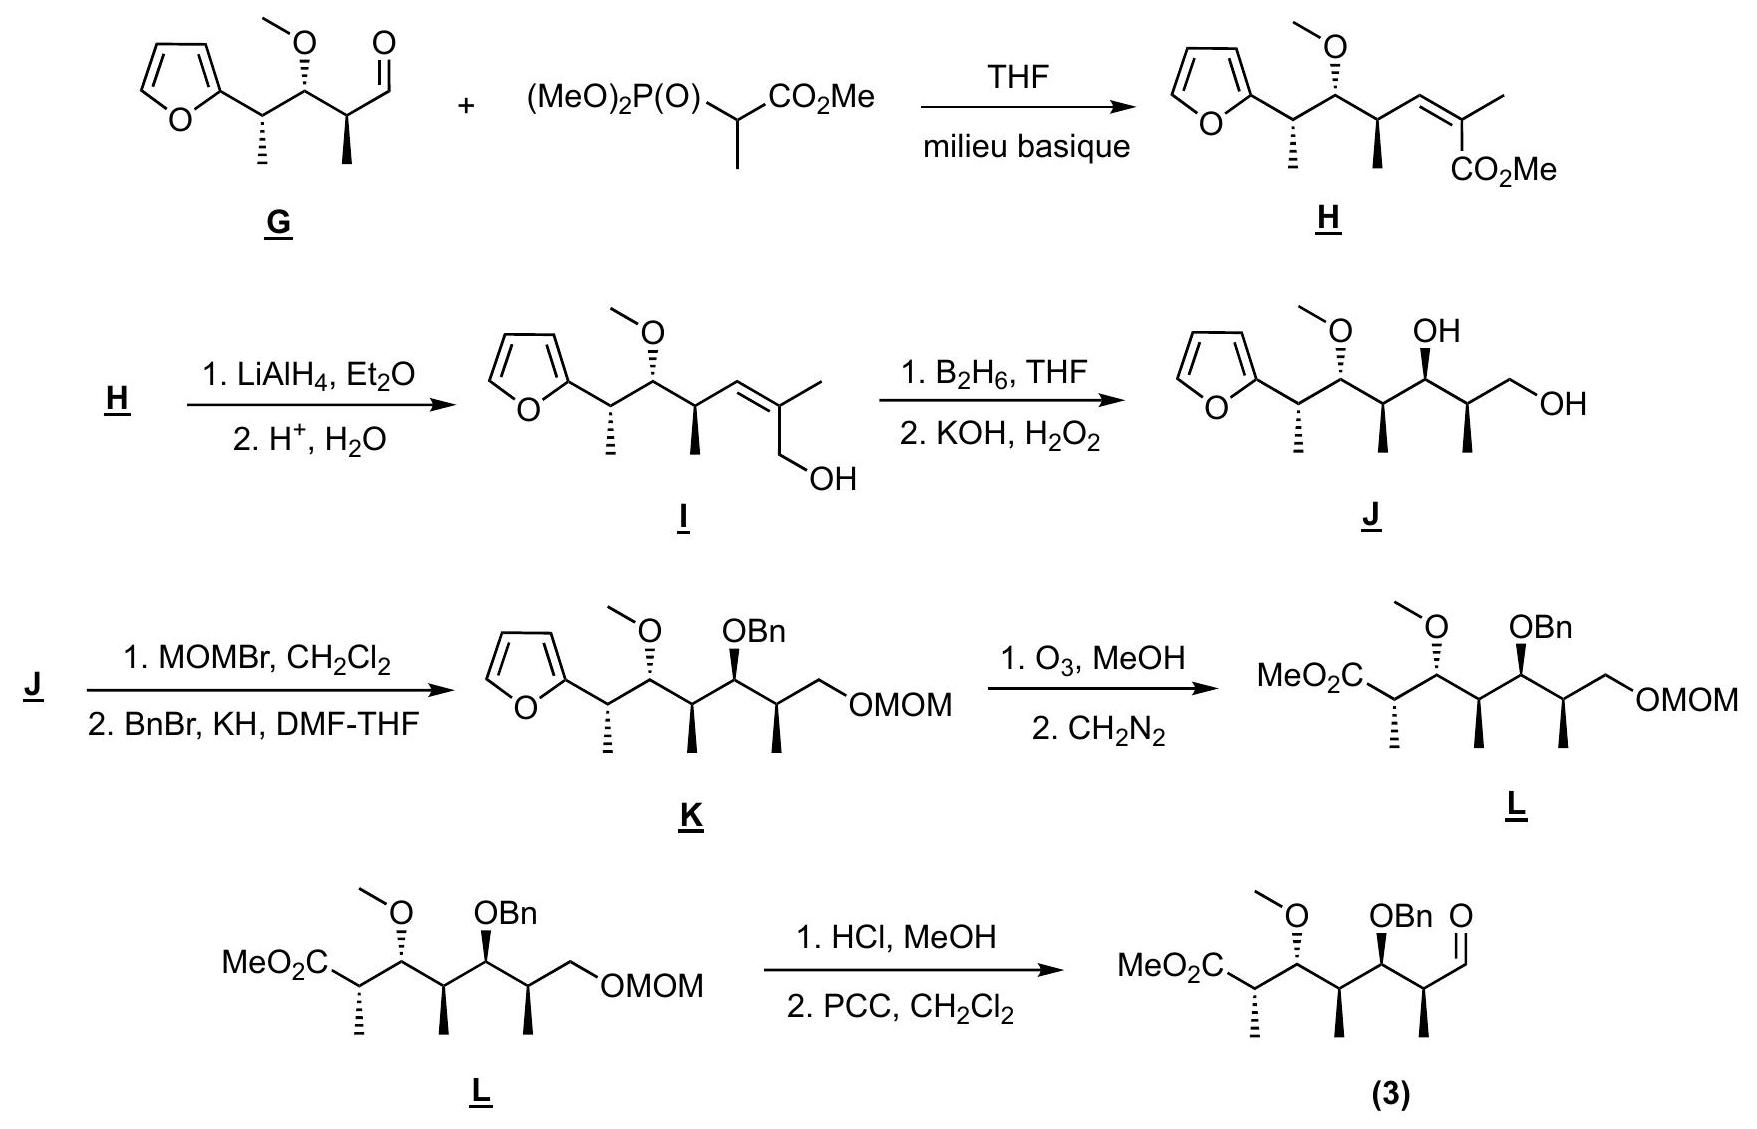 O
O
O
+
(MeO)₂P(O)
CO₂Me
THF
milieu basique
O
O
CO₂Me
G
H
H
1. LiAlH₄, Et₂O
2. H⁺, H₂O
O
O
OH
I
1. B₂H₆, THF
2. KOH, H₂O₂
O
O
OH
OH
J
J
1. MOMBr, CH₂Cl₂
2. BnBr, KH, DMF-THF
O
O
OBn
OMOM
K
1. O₃, MeOH
2. CH₂N₂
MeO₂C
O
OBn
OMOM
L
MeO₂C
O
OBn
OMOM
L
1. HCl, MeOH
2. PCC, CH₂Cl₂
MeO₂C
O
OBn
O
(3)